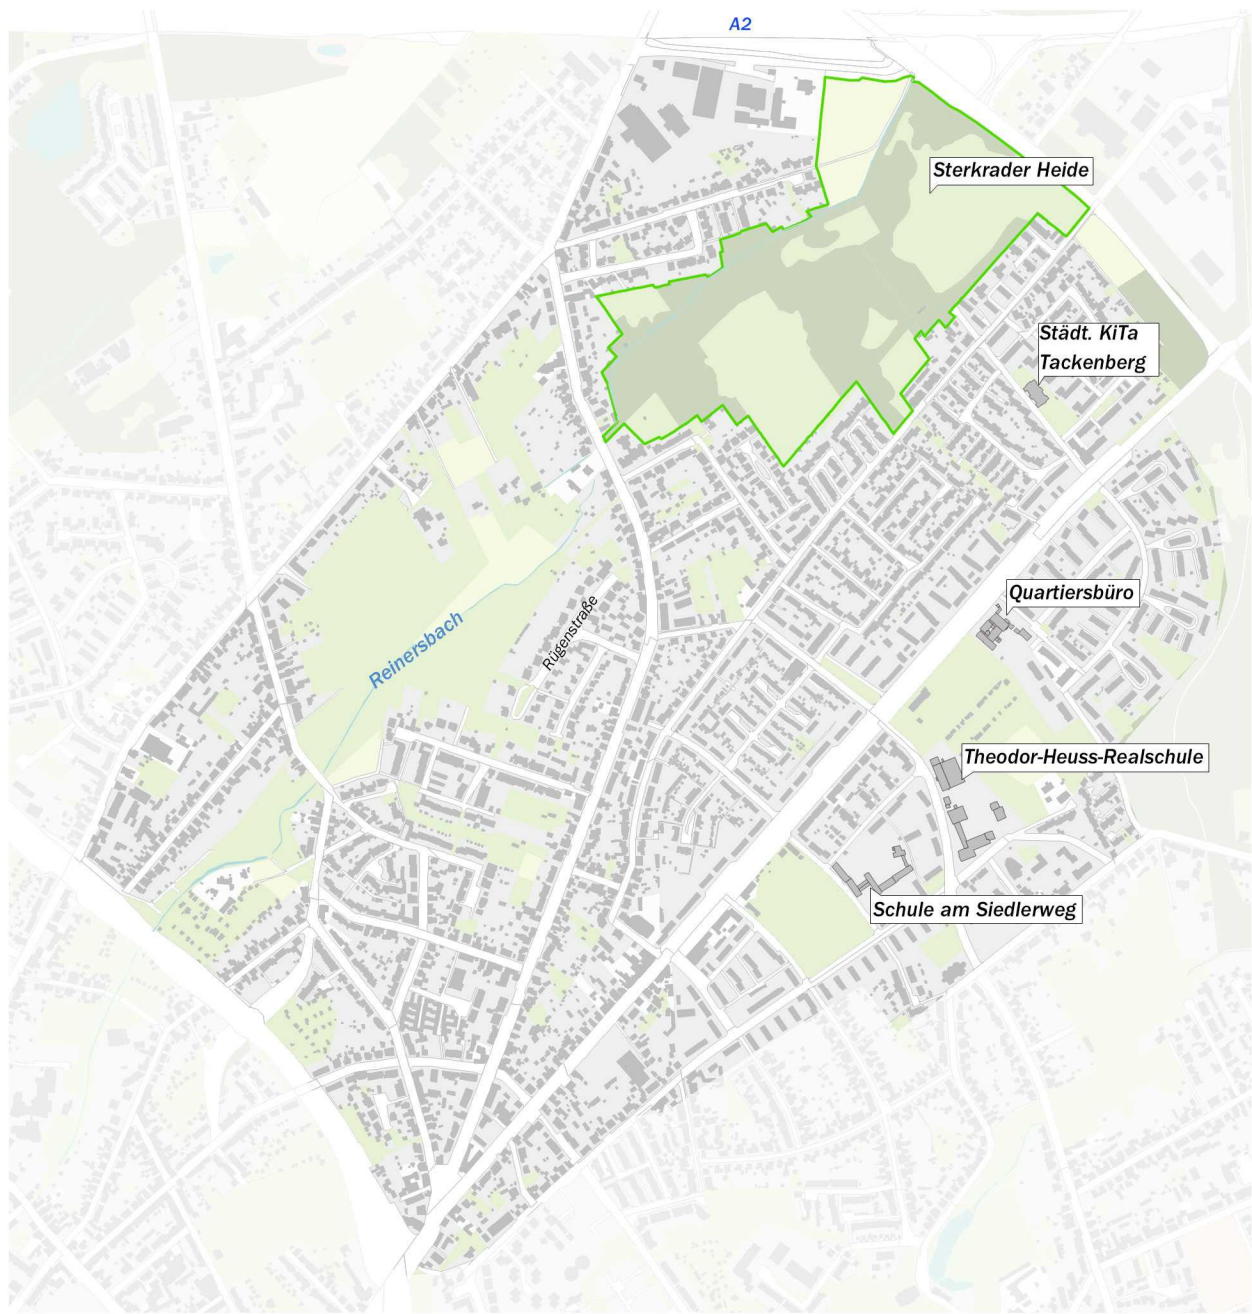 A2
Sterkrader Heide
Städt. KiTa
Tackenberg
Quartiersbüro
Rügenstraße
Reinersbach
Theodor-Heuss-Realschule
Schule am Siedlerweg